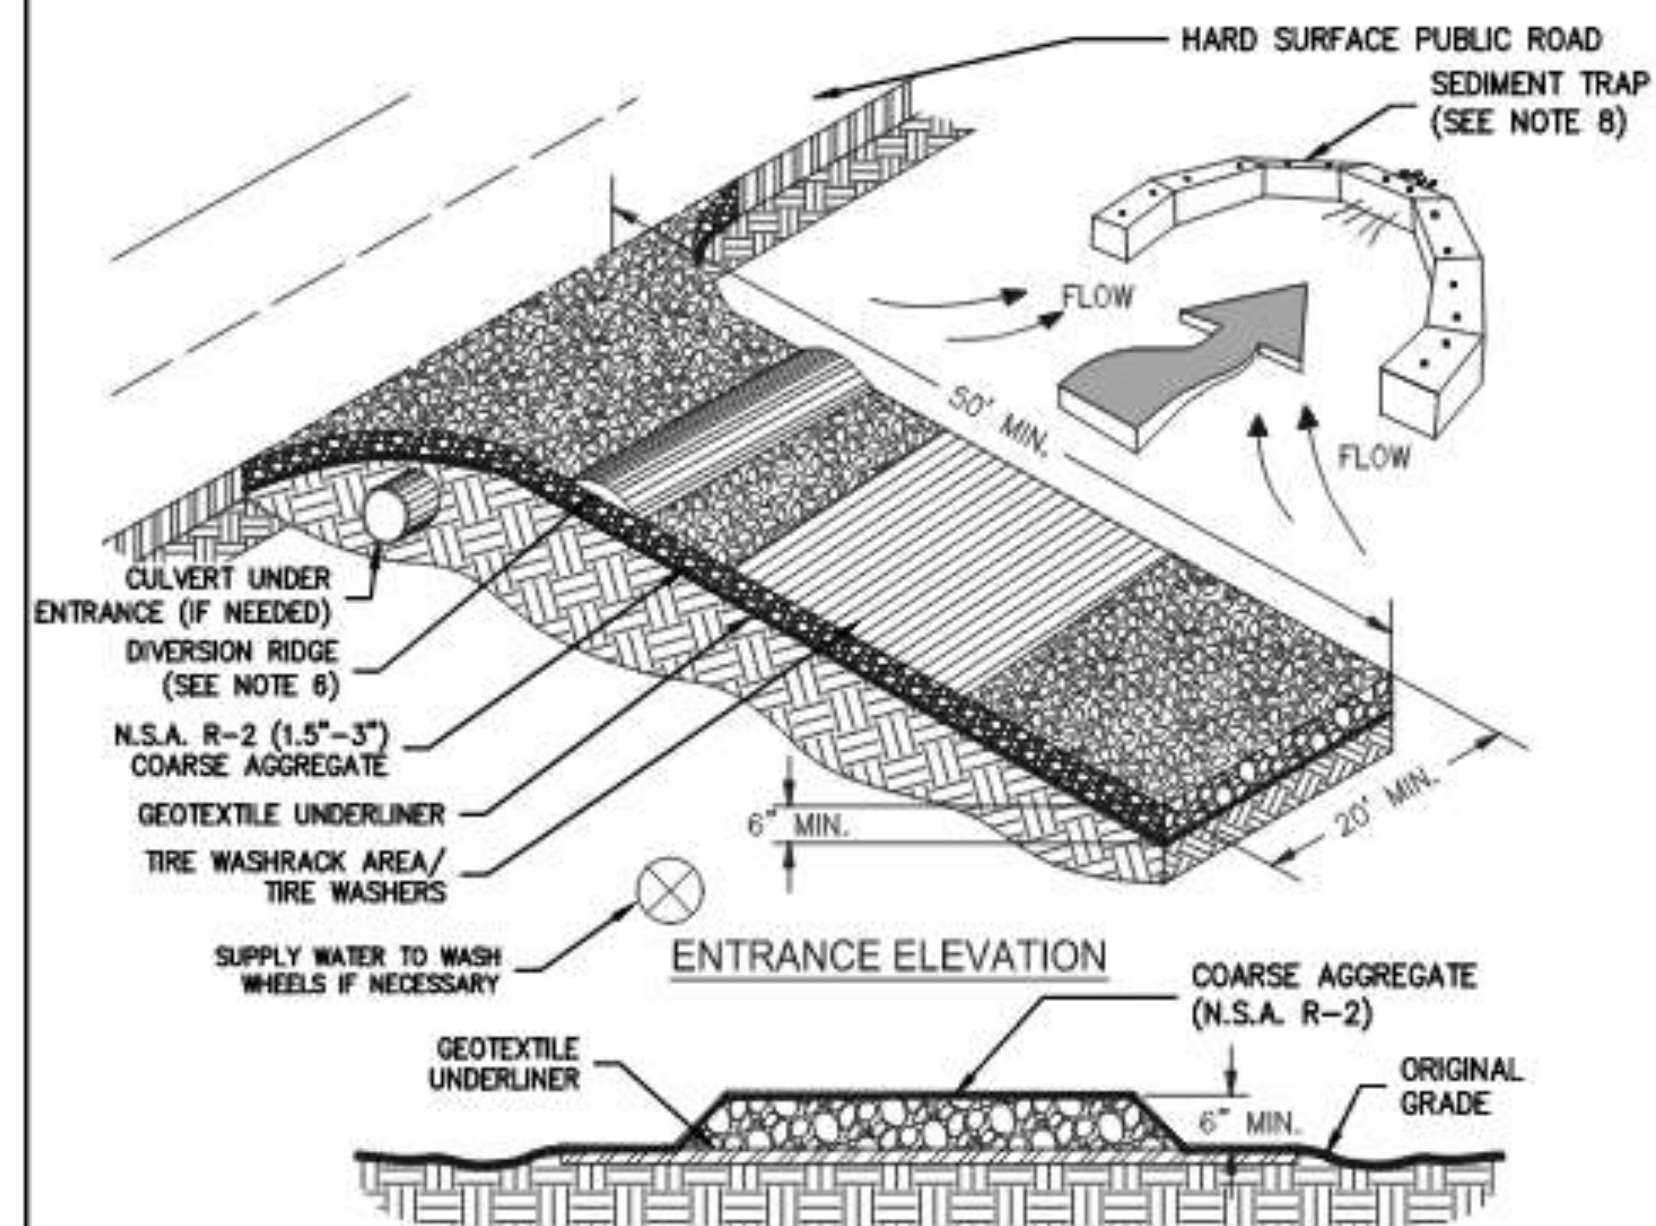 HARD SURFACE PUBLIC ROAD
SEDIMENT TRAP
(SEE NOTE 8)
FLOW
50' MIN.
FLOW
CULVERT UNDER
ENTRANCE (IF NEEDED)
DIVERSION RIDGE
(SEE NOTE 6)
N.S.A. R-2 (1.5"-3")
COARSE AGGREGATE
GEOTEXTILE UNDERLINER
TIRE WASHRACK AREA/
TIRE WASHERS
6" MIN.
20' MIN.
SUPPLY WATER TO WASH
WHEELS IF NECESSARY
ENTRANCE ELEVATION
COARSE AGGREGATE
(N.S.A. R-2)
GEOTEXTILE
UNDERLINER
6" MIN.
ORIGINAL
GRADE